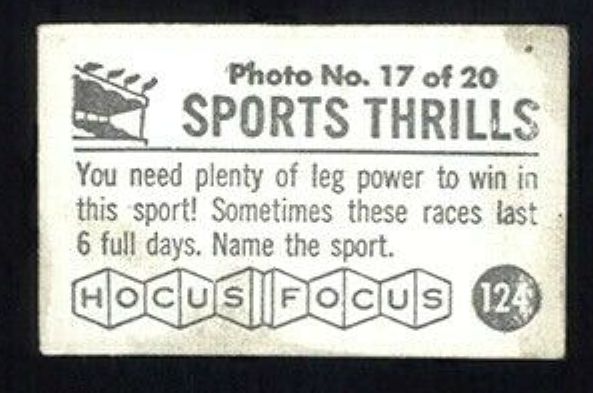 Photo No. 17 of 20
SPORTS THRILLS
You need plenty of leg power to win in
this sport! Sometimes these races last
6 full days. Name the sport.
HOCUS FOCUS 124